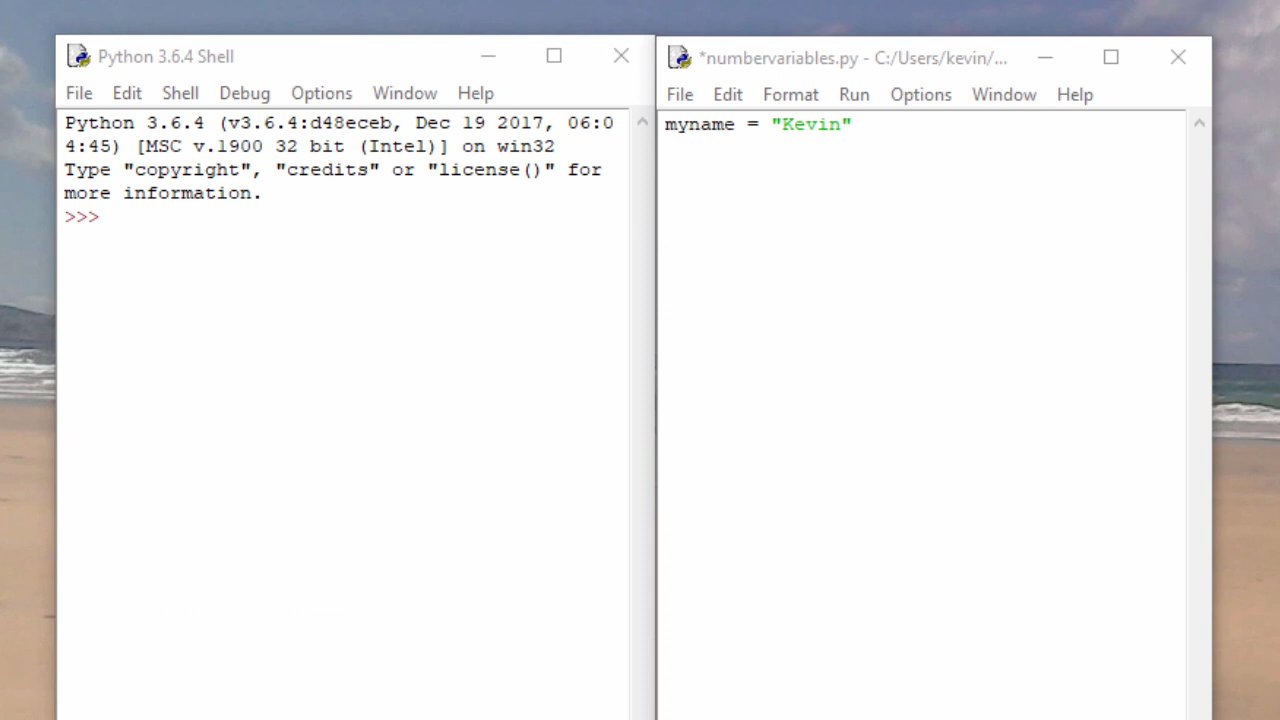 Python 3.6.4 Shell
File Edit Shell Debug Options Window Help
Python 3.6.4 (v3.6.4:d48eceb, Dec 19 2017, 06:0
4:45) [MSC v.1900 32 bit (Intel)] on win32
Type "copyright", "credits" or "license()" for
more information.
>>>
*numbervariables.py - C:/Users/kevin/...
File Edit Format Run Options Window Help
myname = "Kevin"